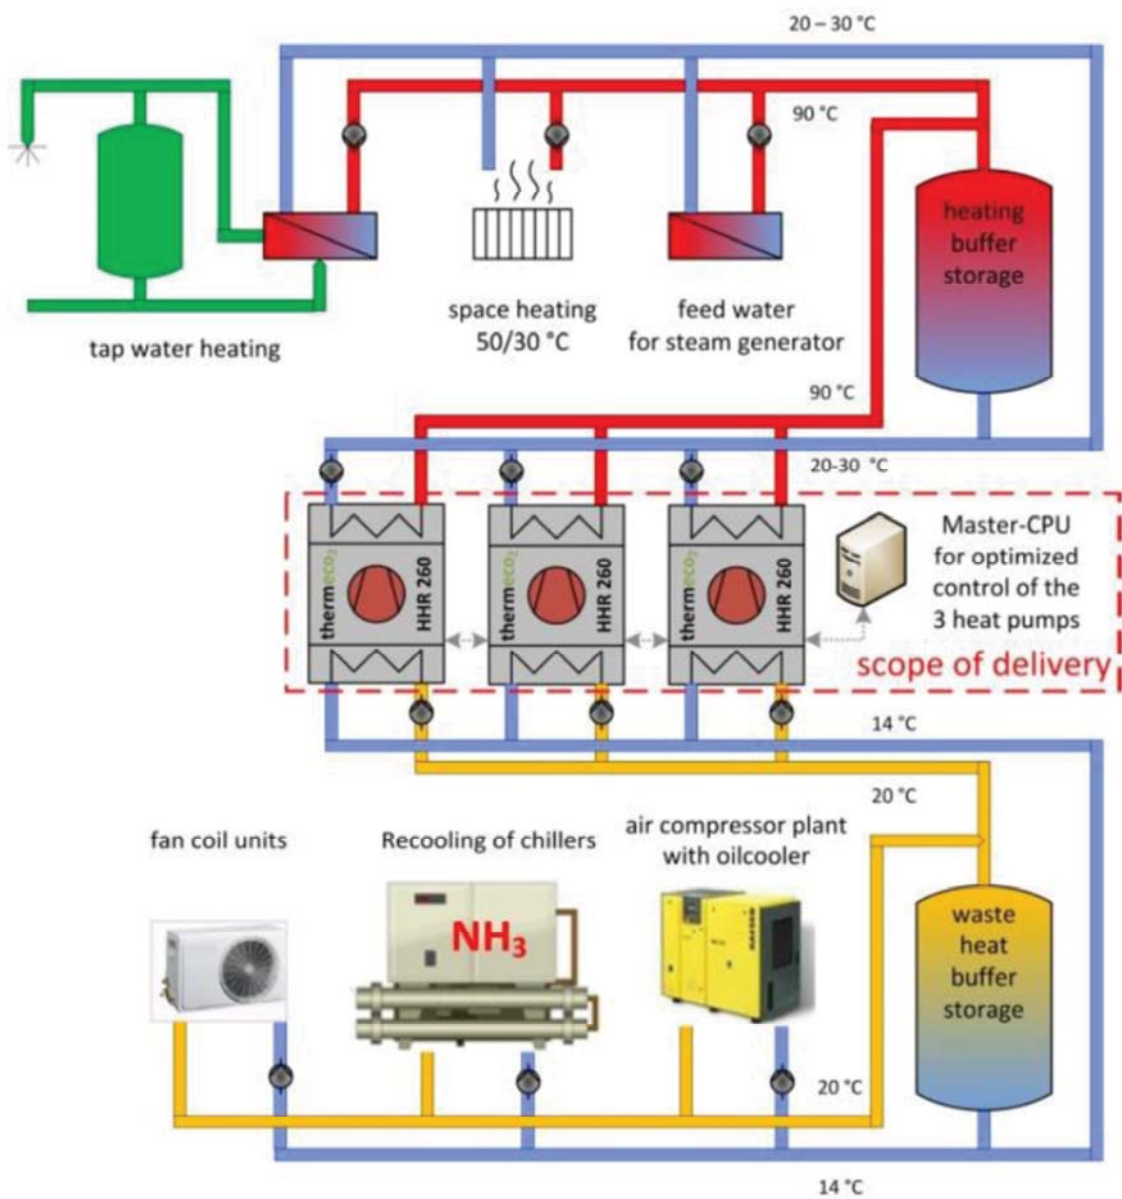 20 – 30 °C
90 °C
heating
buffer
storage
space heating
50/30 °C
feed water
for steam generator
tap water heating
90 °C
20-30 °C
thermeco₂
HHR 260
thermeco₂
HHR 260
thermeco₂
HHR 260
Master-CPU
for optimized
control of the
3 heat pumps
scope of delivery
14 °C
20 °C
fan coil units
Recooling of chillers
air compressor plant
with oilcooler
NH₃
KAESER
waste
heat
buffer
storage
20 °C
14 °C